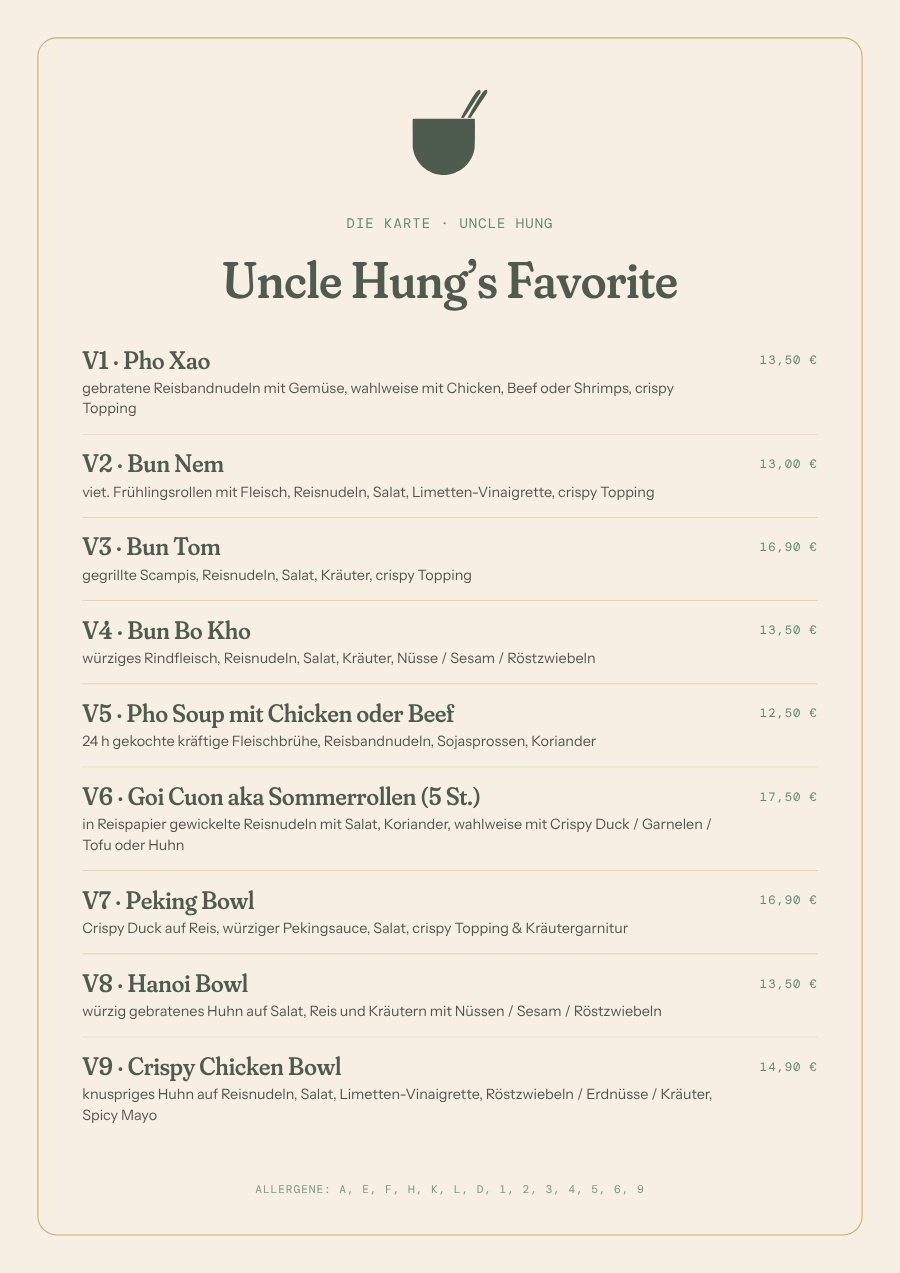 DIE KARTE · UNCLE HUNG
Uncle Hung’s Favorite
V1 · Pho Xao
13,50 €
gebratene Reisbandnudeln mit Gemüse, wahlweise mit Chicken, Beef oder Shrimps, crispy
Topping
V2 · Bun Nem
13,00 €
viet. Frühlingsrollen mit Fleisch, Reisnudeln, Salat, Limetten-Vinaigrette, crispy Topping
V3 · Bun Tom
16,90 €
gegrillte Scampis, Reisnudeln, Salat, Kräuter, crispy Topping
V4 · Bun Bo Kho
13,50 €
würziges Rindfleisch, Reisnudeln, Salat, Kräuter, Nüsse / Sesam / Röstzwiebeln
V5 · Pho Soup mit Chicken oder Beef
12,50 €
24 h gekochte kräftige Fleischbrühe, Reisbandnudeln, Sojasprossen, Koriander
V6 · Goi Cuon aka Sommerrollen (5 St.)
17,50 €
in Reispapier gewickelte Reisnudeln mit Salat, Koriander, wahlweise mit Crispy Duck / Garnelen /
Tofu oder Huhn
V7 · Peking Bowl
16,90 €
Crispy Duck auf Reis, würziger Pekingsauce, Salat, crispy Topping & Kräutergarnitur
V8 · Hanoi Bowl
13,50 €
würzig gebratenes Huhn auf Salat, Reis und Kräutern mit Nüssen / Sesam / Röstzwiebeln
V9 · Crispy Chicken Bowl
14,90 €
knuspriges Huhn auf Reisnudeln, Salat, Limetten-Vinaigrette, Röstzwiebeln / Erdnüsse / Kräuter,
Spicy Mayo
ALLERGENE: A, E, F, H, K, L, D, 1, 2, 3, 4, 5, 6, 9